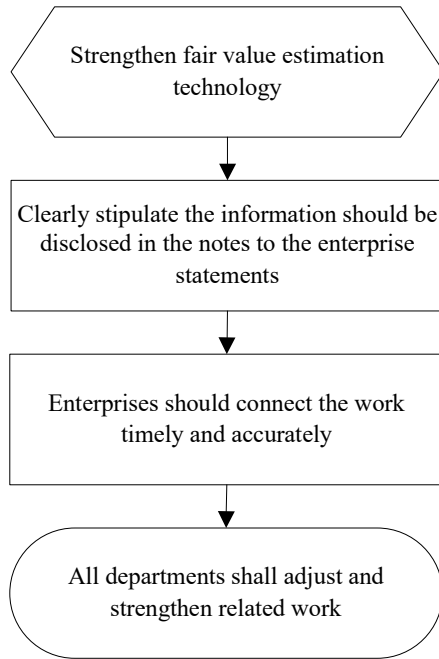 Strengthen fair value estimation
technology
Clearly stipulate the information should be
disclosed in the notes to the enterprise
statements
Enterprises should connect the work
timely and accurately
All departments shall adjust and
strengthen related work